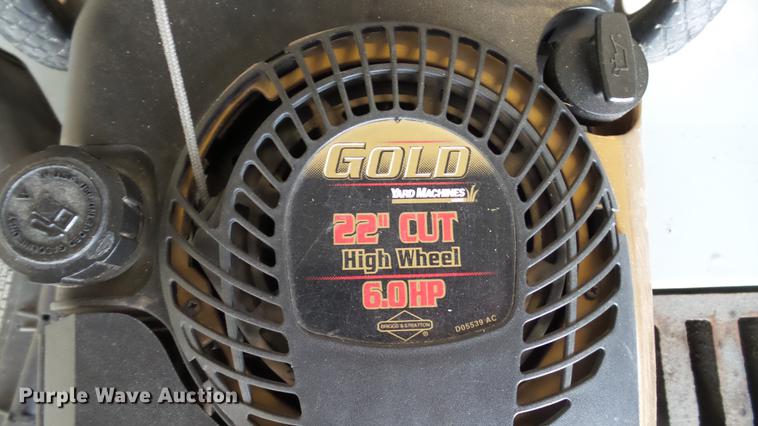 GOLD
YARD MACHINES
22" CUT
High Wheel
6.0 HP
BRIGGS & STRATTON
®
D05539 AC
Purple Wave Auction®